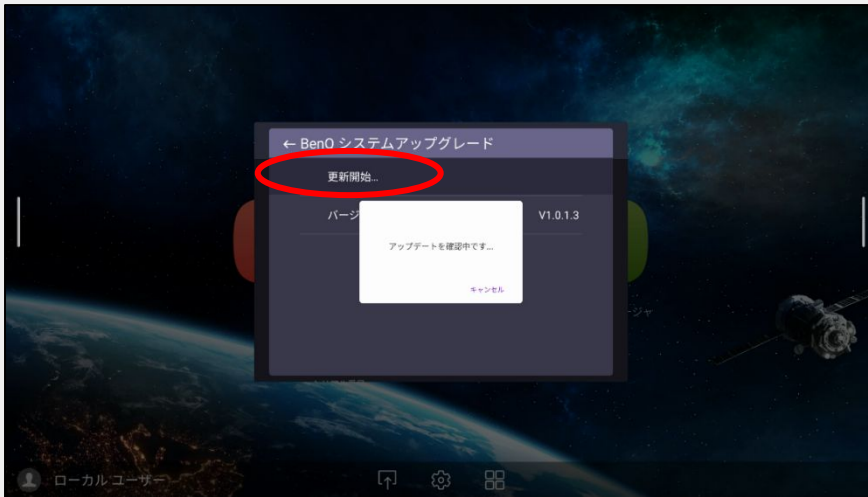 ← BenQ システムアップグレード
更新開始...
バージ
V1.0.1.3
アップデートを確認中です...
キャンセル
ージャ
ローカル ユーザー